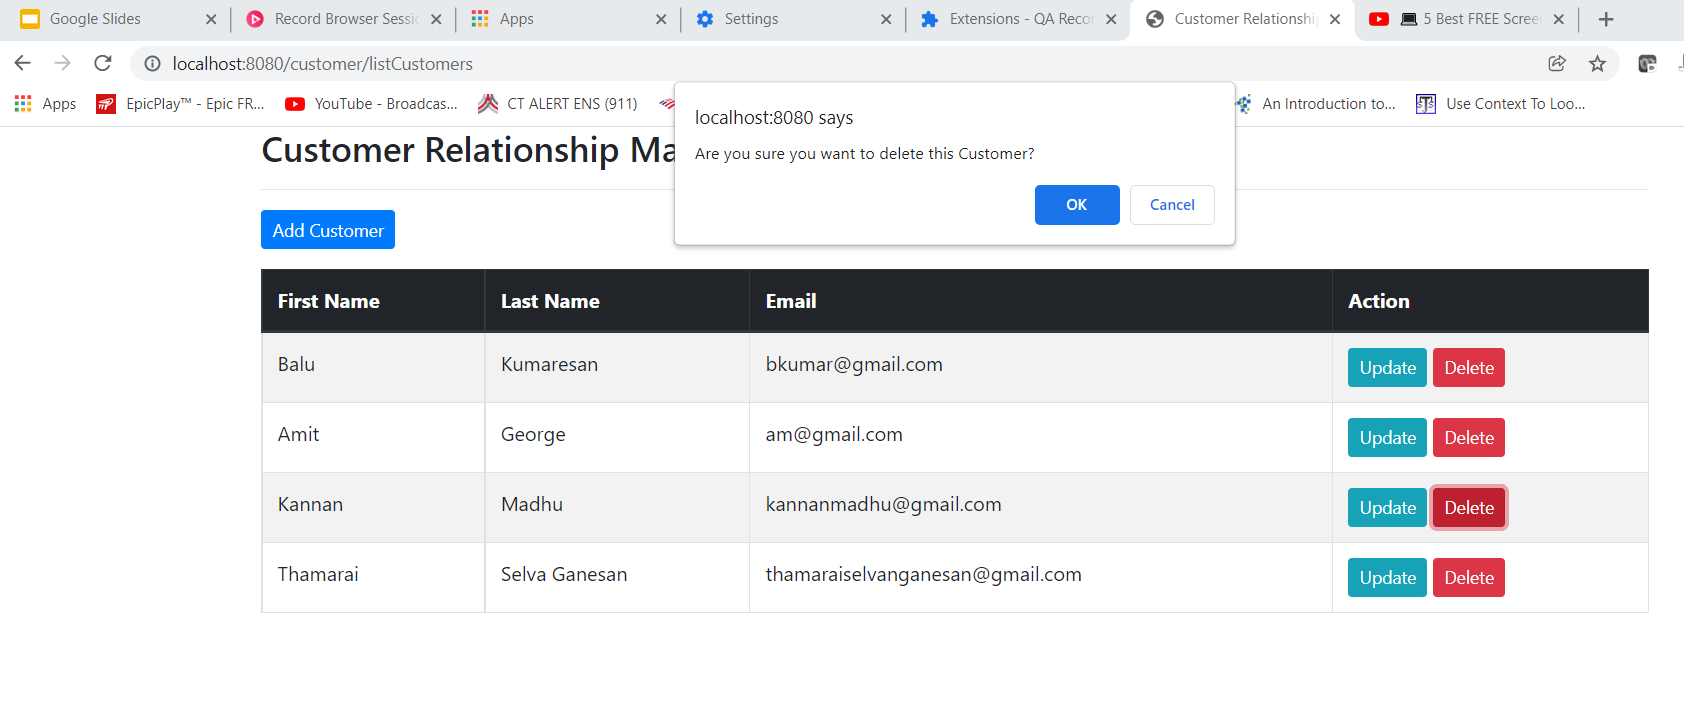 Google Slides
Record Browser Sessio
Apps
Settings
Extensions - QA Reco
Customer Relationship
5 Best FREE Scree
localhost:8080/customer/listCustomers
Apps
EpicPlay™ - Epic FR...
YouTube - Broadcas...
CT ALERT ENS (911)
An Introduction to...
Use Context To Loo...
localhost:8080 says
Are you sure you want to delete this Customer?
OK
Cancel
Customer Relationship Ma
Add Customer
First Name Last Name Email Action
Balu Kumaresan bkumar@gmail.com Update Delete
Amit George am@gmail.com Update Delete
Kannan Madhu kannanmadhu@gmail.com Update Delete
Thamarai Selva Ganesan thamaraiselvanganesan@gmail.com Update Delete